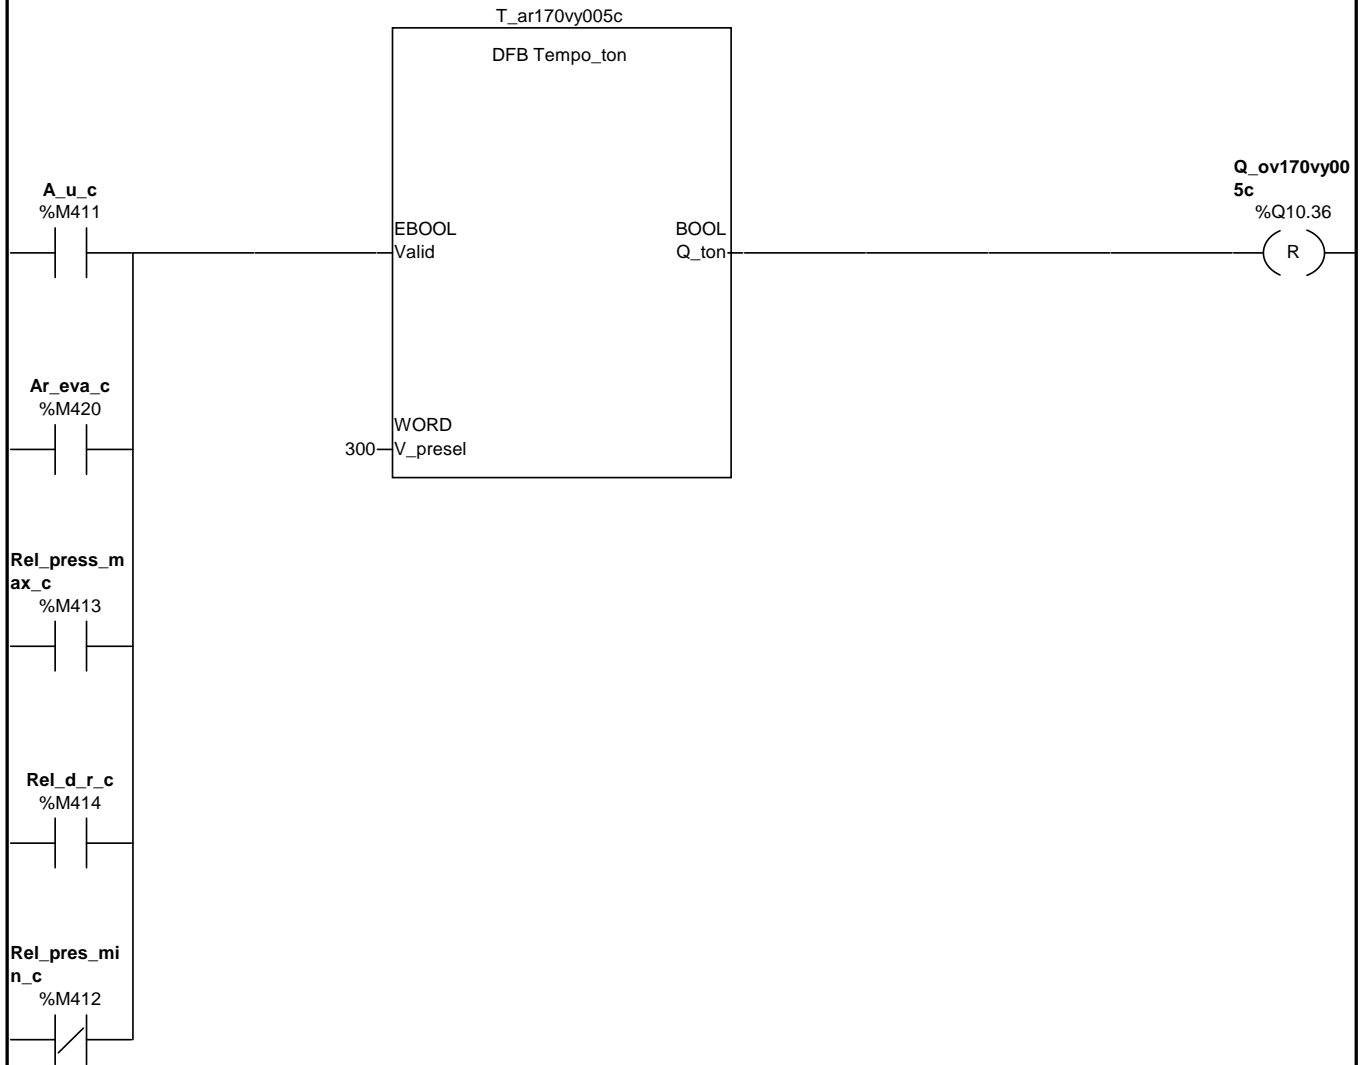 T_ar170vy005c
DFB Tempo_ton
Q_ov170vy00
5c
%Q10.36
A_u_c
%M411
EBOOL
Valid
BOOL
Q_ton
R
Ar_eva_c
%M420
WORD
300
V_presel
Rel_press_m
ax_c
%M413
Rel_d_r_c
%M414
Rel_pres_mi
n_c
%M412